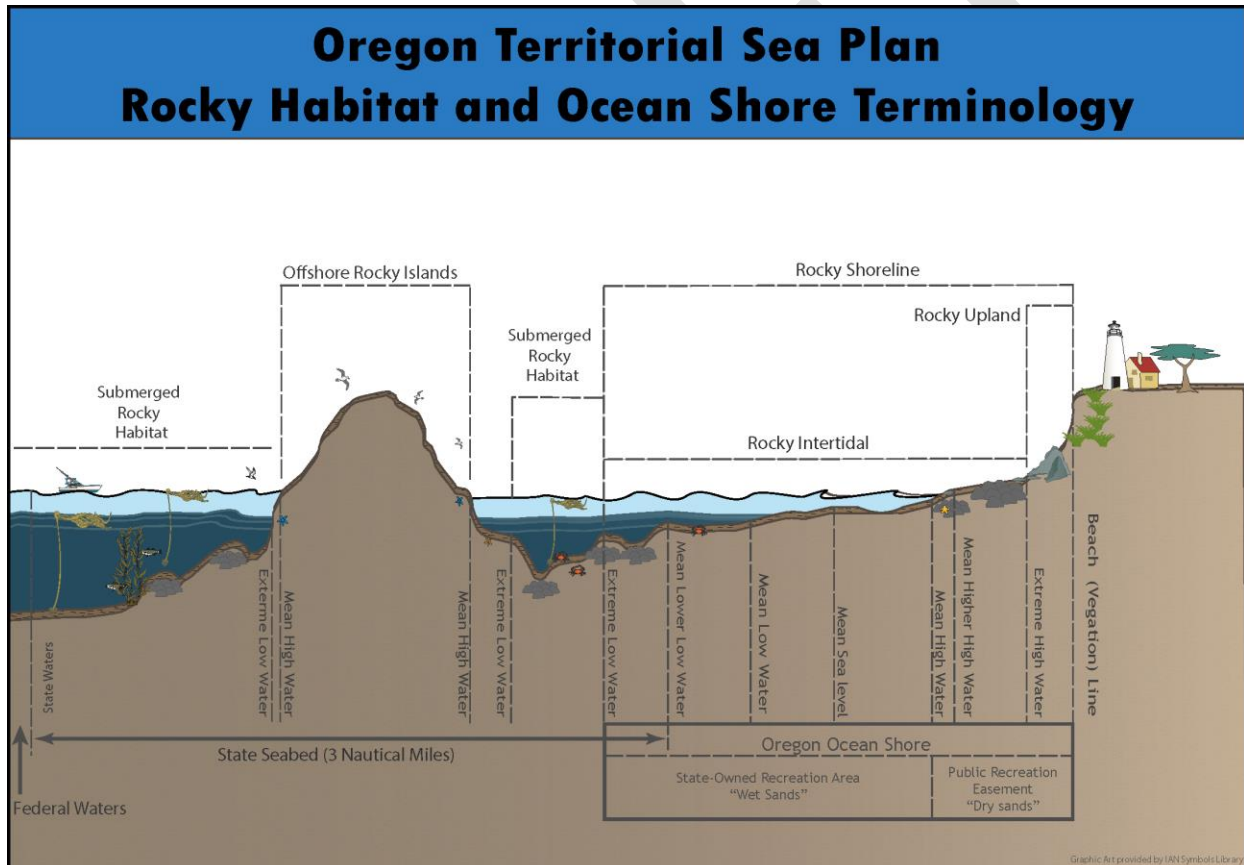 Oregon Territorial Sea Plan
Rocky Habitat and Ocean Shore Terminology
Offshore Rocky Islands
Rocky Shoreline
Rocky Upland
Submerged
Rocky
Habitat
Submerged
Rocky
Habitat
Rocky Intertidal
State Waters
Exterme Low Water
Mean High Water
Mean High Water
Extreme Low Water
Extreme Low Water
Mean Lower Low Water
Mean Low Water
Mean Sea level
Mean High Water
Mean Higher High Water
Extreme High Water
Beach (Vegation) Line
State Seabed (3 Nautical Miles)
Federal Waters
Oregon Ocean Shore
State-Owned Recreation Area
“Wet Sands”
Public Recreation
Easement
“Dry sands”
Graphic Art provided by IAN Symbols Library